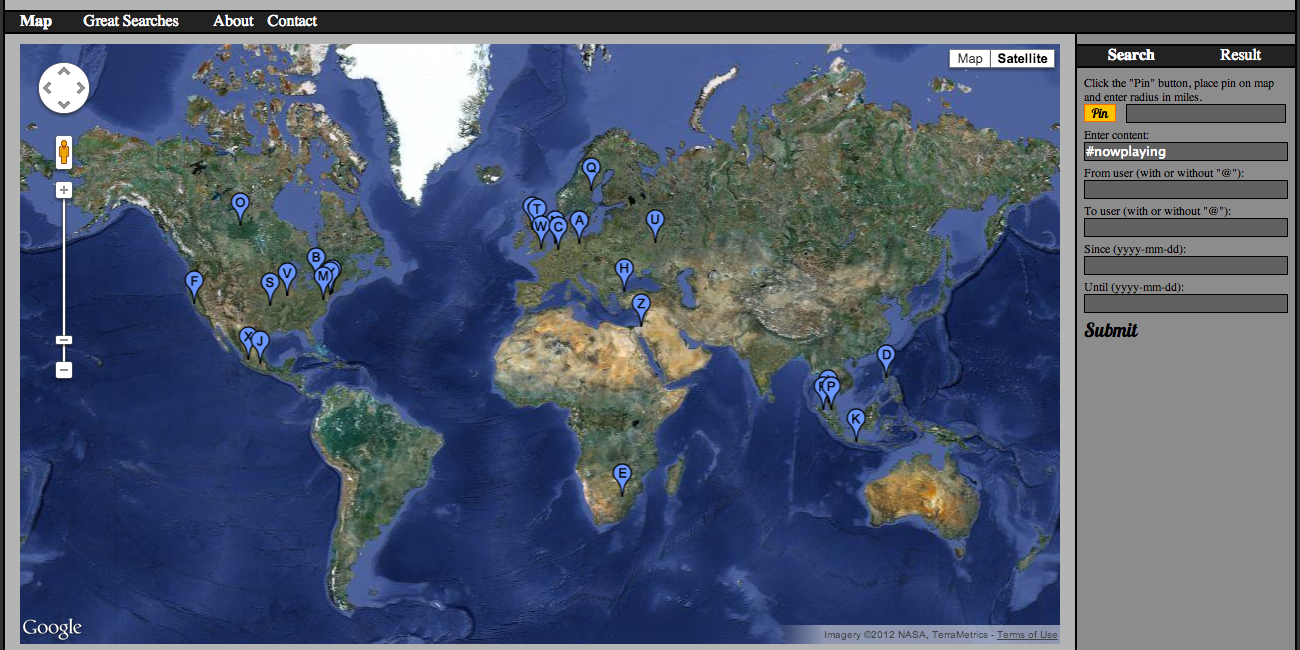 Map Great Searches About Contact
Map Satellite
Search Result
Click the "Pin" button, place pin on map
and enter radius in miles.
Pin
Enter content:
#nowplaying
From user (with or without "@"):
To user (with or without "@"):
Since (yyyy-mm-dd):
Until (yyyy-mm-dd):
Submit
Q
O
T
W
C
A
U
B
V
M
F
S
H
Z
X
J
D
P
K
E
Google
Imagery ©2012 NASA, TerraMetrics - Terms of Use